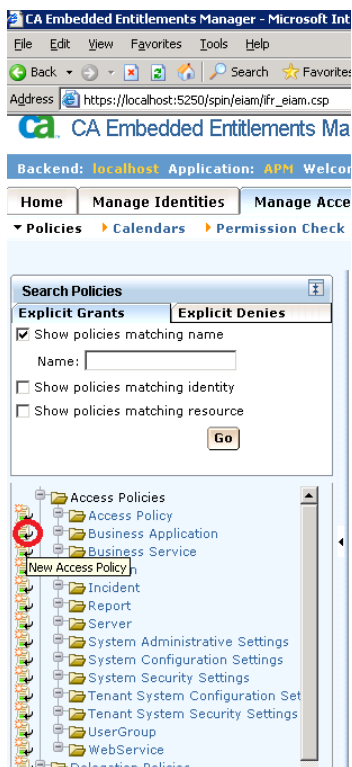 CA Embedded Entitlements Manager - Microsoft Int
File Edit View Favorites Tools Help
Back Search Favorites
Address https://localhost:5250/spin/eiam/ifr_eiam.csp
ca CA Embedded Entitlements Ma
Backend: localhost Application: APM Welcor
Home Manage Identities Manage Acce
Policies Calendars Permission Check
Search Policies
Explicit Grants Explicit Denies
Show policies matching name
Name:
Show policies matching identity
Show policies matching resource
Go
Access Policies
Access Policy
Business Application
Business Service
New Access Policy n
Incident
Report
Server
System Administrative Settings
System Configuration Settings
System Security Settings
Tenant System Configuration Set
Tenant System Security Settings
UserGroup
WebService
Delegation Policies